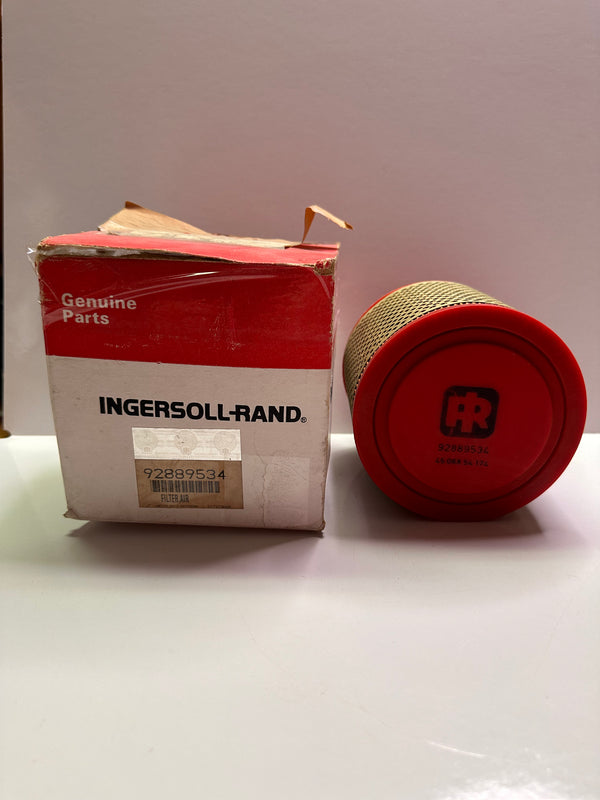 Genuine
Parts
INGERSOLL-RAND®
92889534
FILTER,AIR
IR
92889534